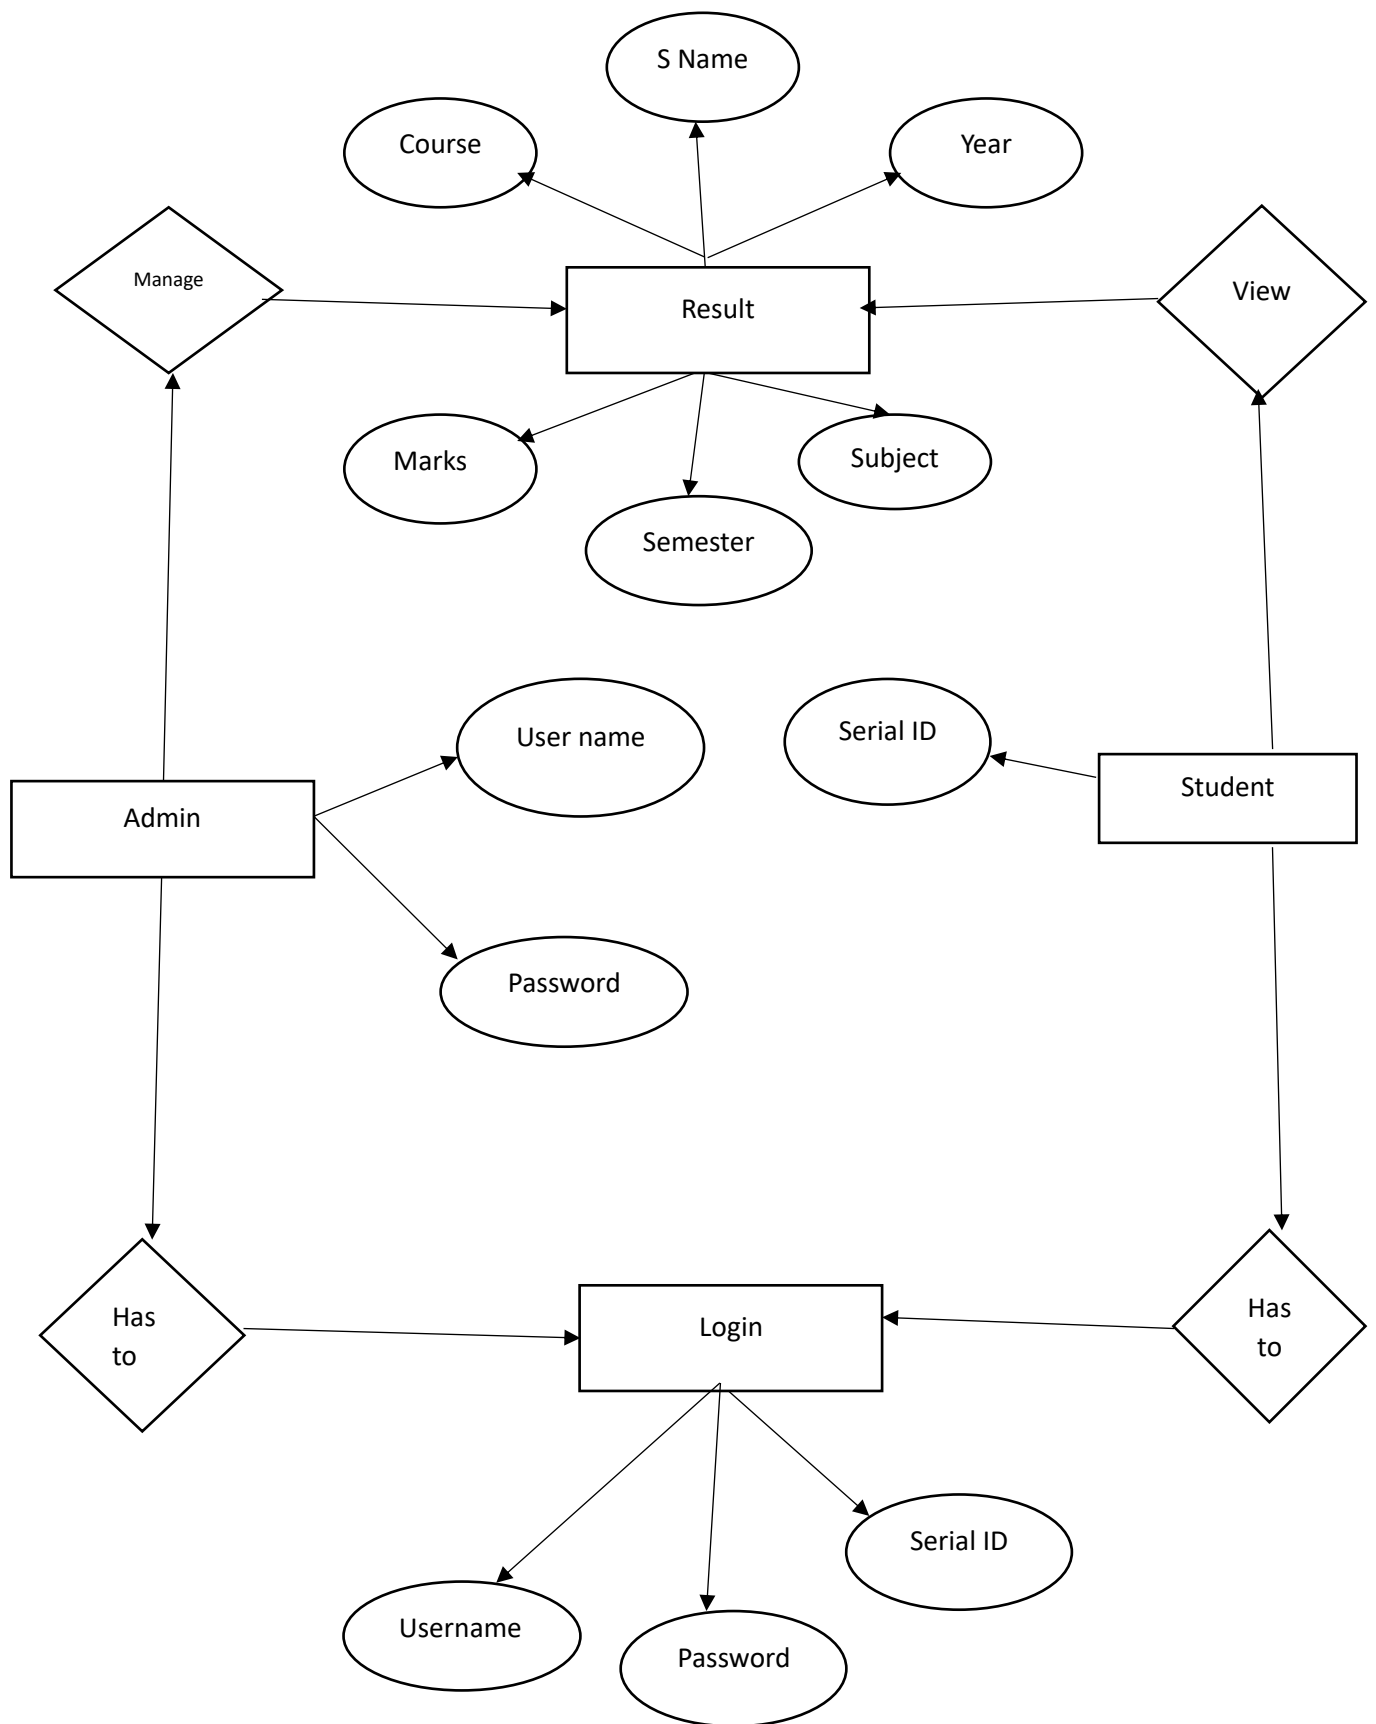 S Name
Course
Year
Manage
Result
View
Marks
Subject
Semester
User name
Serial ID
Student
Admin
Password
Has
to
Login
Has
to
Serial ID
Username
Password